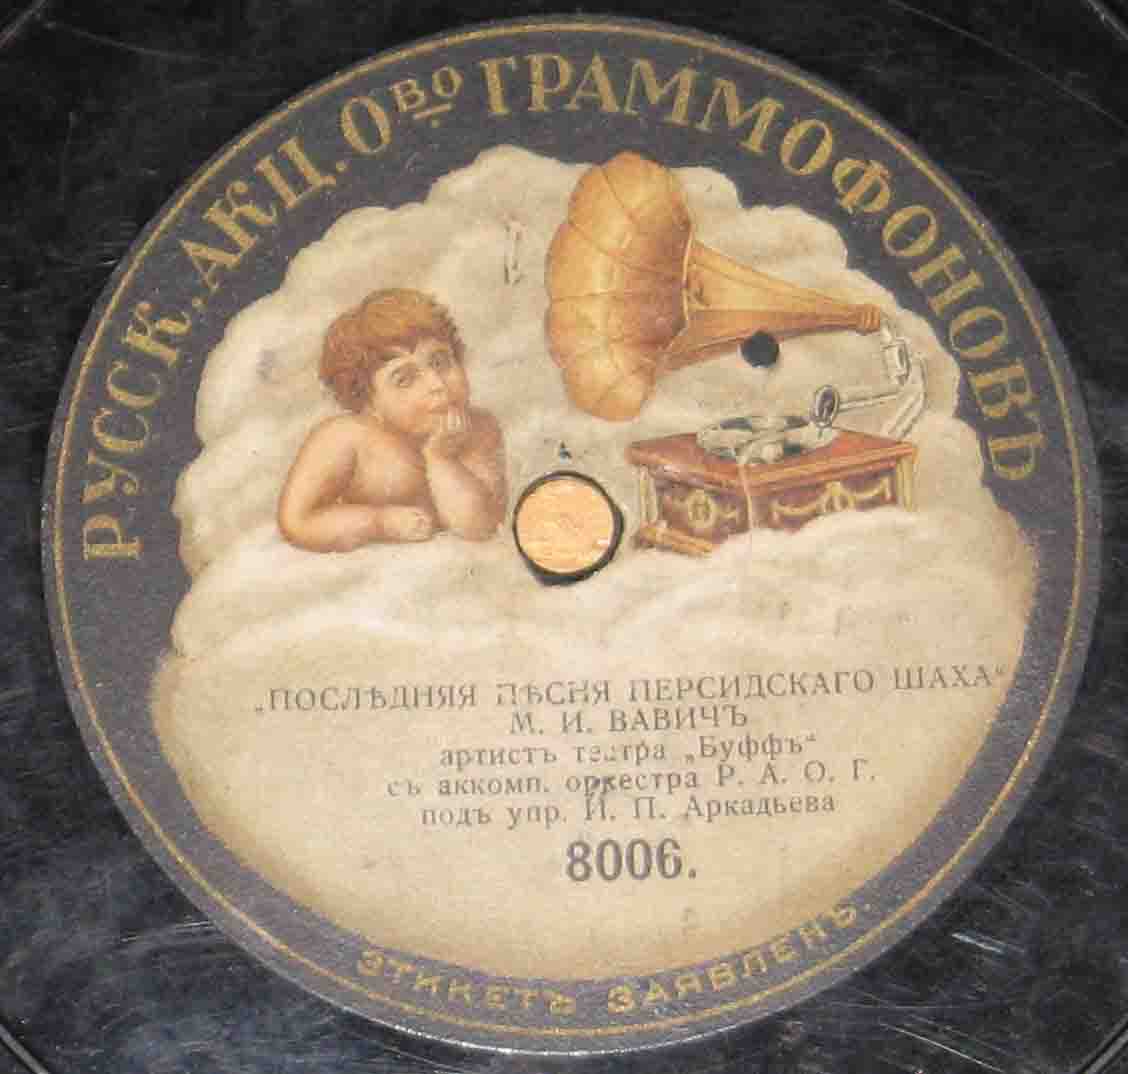 РУССК. АКЦ. Ово ГРАММОФОНОВЪ
„ПОСЛѢДНЯЯ ПѢСНЯ ПЕРСИДСКАГО ШАХА“
М. И. ВАВИЧЪ
артистъ театра „Буффъ“
съ аккомп. оркестра Р. А. О. Г.
подъ упр. И. П. Аркадьева
8006.
ЭТИКЕТЪ ЗАЯВЛЕНЪ.